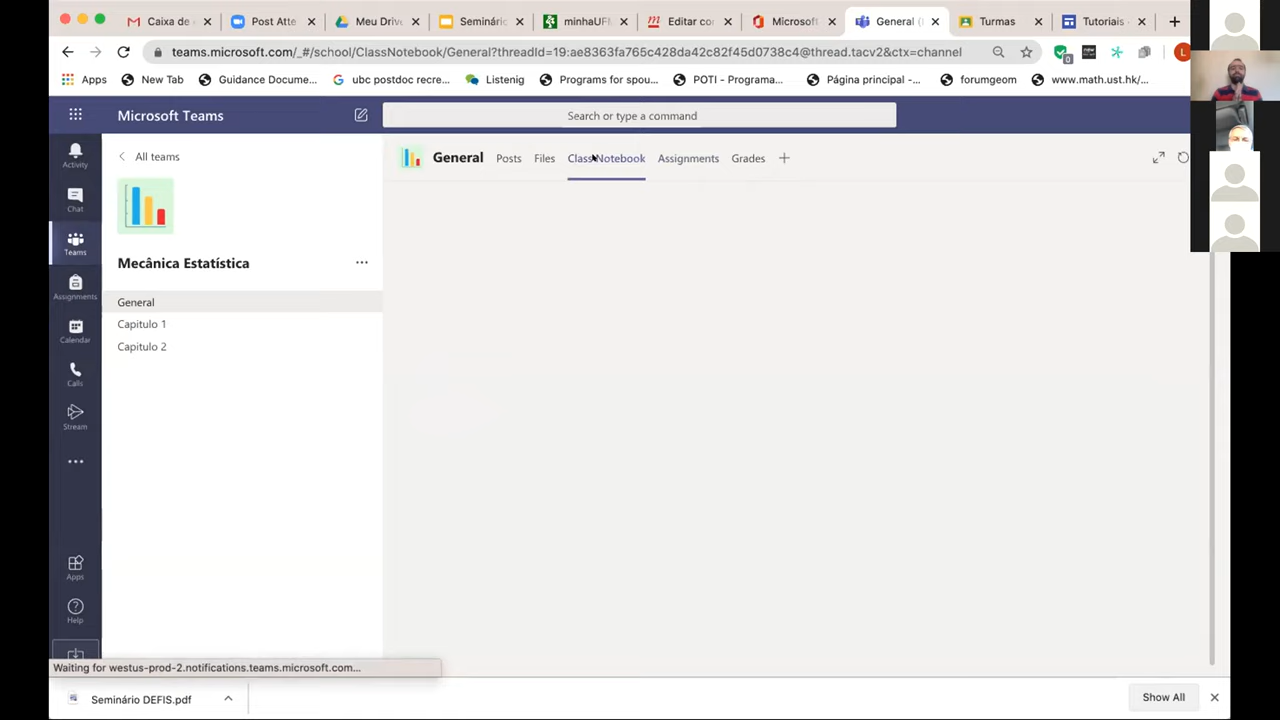 Caixa de
Post Atte
Meu Drive
Seminário
minhaUFM
Editar co
Microsoft
General (
Turmas
Tutoriais -
teams.microsoft.com/_#/school/ClassNotebook/General?threadId=19:ae8363fa765c428da42c82f45d0738c4@thread.tacv2&ctx=channel
Apps
New Tab
Guidance Docume...
ubc postdoc recre...
Listenig
Programs for spou...
POTI - Programa...
Página principal -...
forumgeom
www.math.ust.hk/...
Microsoft Teams
Search or type a command
Activity
Chat
Teams
Assignments
Calendar
Calls
Stream
Apps
Help
All teams
Mecânica Estatística
General
Capitulo 1
Capitulo 2
General
Posts
Files
Class Notebook
Assignments
Grades
Waiting for westus-prod-2.notifications.teams.microsoft.com...
Seminário DEFIS.pdf
Show All